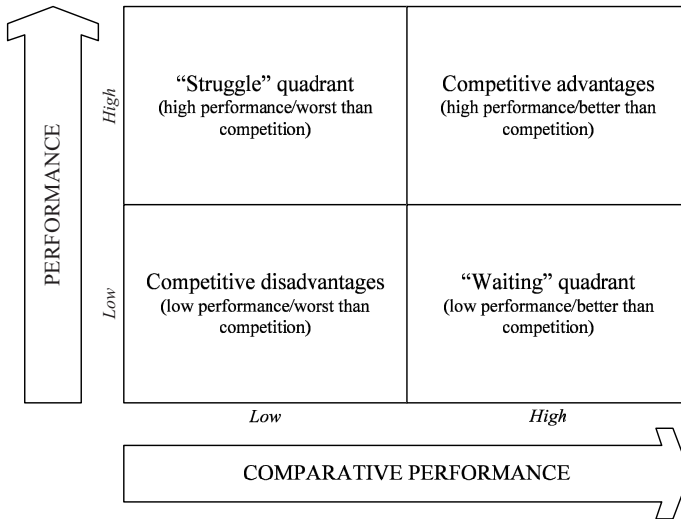 PERFORMANCE
High
Low
“Struggle” quadrant
(high performance/worst than
competition)
Competitive advantages
(high performance/better than
competition)
Competitive disadvantages
(low performance/worst than
competition)
“Waiting” quadrant
(low performance/better than
competition)
Low
High
COMPARATIVE PERFORMANCE